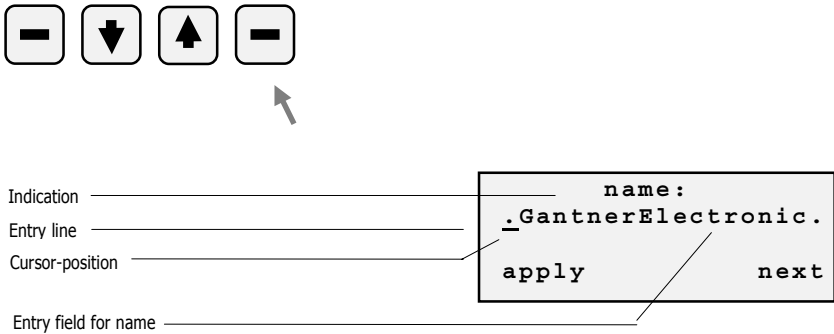 Indication
name:
Entry line
.GantnerElectronic.
Cursor-position
apply next
Entry field for name